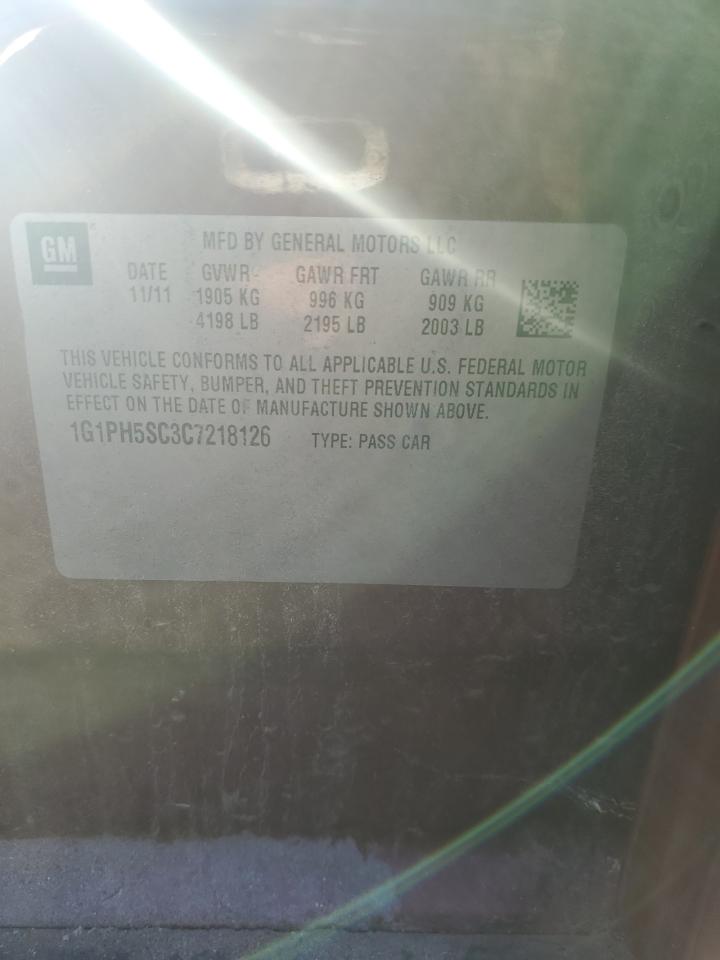 GM
MFD BY GENERAL MOTORS LLC
DATE GVWR GAWR FRT GAWR RR
11/11 1905 KG 996 KG 909 KG
4198 LB 2195 LB 2003 LB
THIS VEHICLE CONFORMS TO ALL APPLICABLE U.S. FEDERAL MOTOR
VEHICLE SAFETY, BUMPER, AND THEFT PREVENTION STANDARDS IN
EFFECT ON THE DATE OF MANUFACTURE SHOWN ABOVE.
1G1PH5SC3C7218126 TYPE: PASS CAR